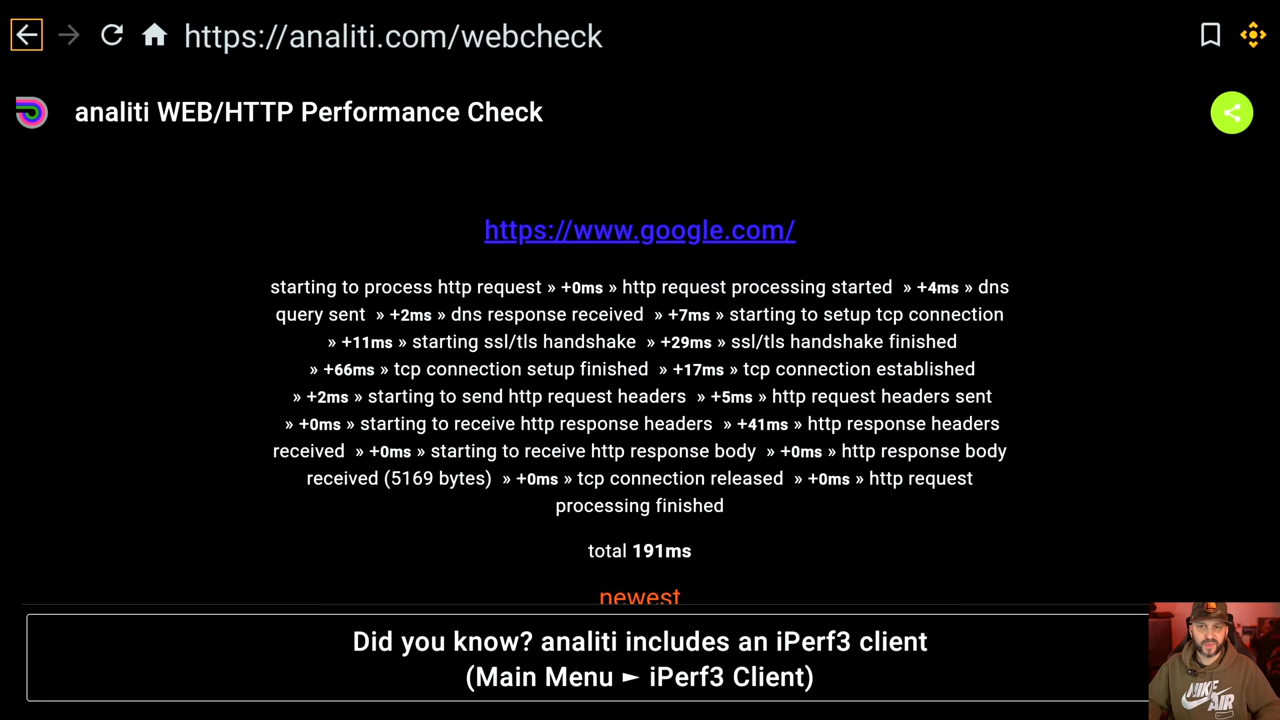 https://analiti.com/webcheck
analiti WEB/HTTP Performance Check
https://www.google.com/
starting to process http request » +0ms » http request processing started » +4ms » dns
query sent » +2ms » dns response received » +7ms » starting to setup tcp connection
» +11ms » starting ssl/tls handshake » +29ms » ssl/tls handshake finished
» +66ms » tcp connection setup finished » +17ms » tcp connection established
» +2ms » starting to send http request headers » +5ms » http request headers sent
» +0ms » starting to receive http response headers » +41ms » http response headers
received » +0ms » starting to receive http response body » +0ms » http response body
received (5169 bytes) » +0ms » tcp connection released » +0ms » http request
processing finished
total 191ms
newest
Did you know? analiti includes an iPerf3 client
(Main Menu ► iPerf3 Client)
NIKE
AIR